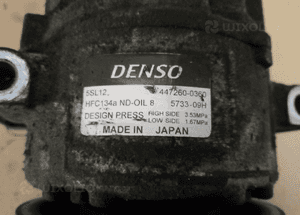 DENSO
5SL12, 447260-0360
HFC134a ND-OIL 8 5733-09H
DESIGN PRESS HIGH SIDE 3.53MPa
LOW SIDE 1.67MPa
MADE IN JAPAN